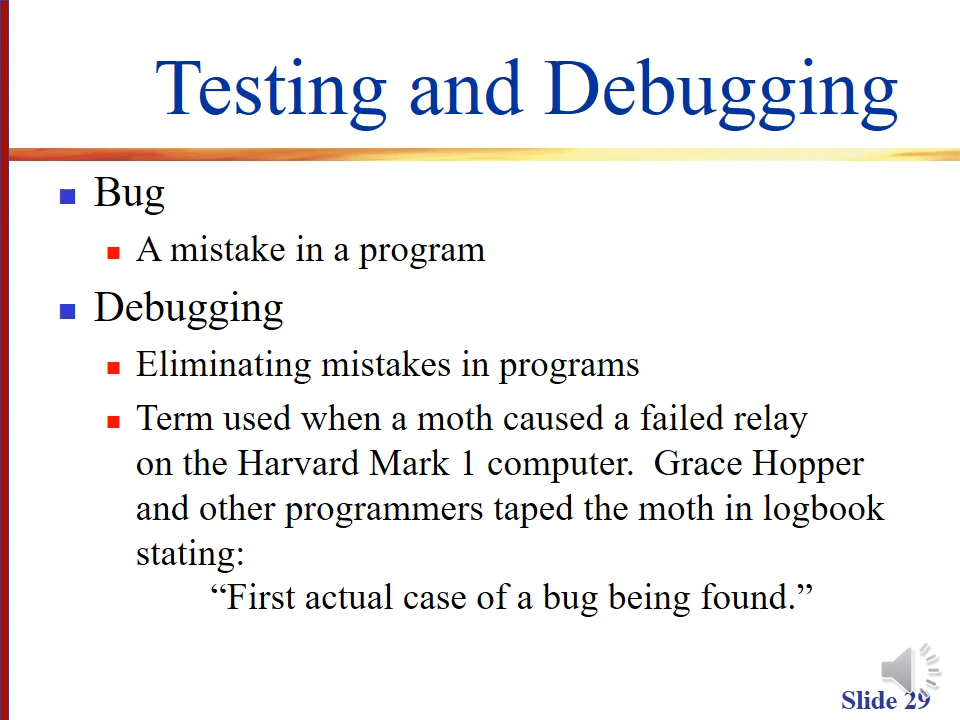 Testing and Debugging
Bug
A mistake in a program
Debugging
Eliminating mistakes in programs
Term used when a moth caused a failed relay
on the Harvard Mark 1 computer.  Grace Hopper
and other programmers taped the moth in logbook
stating:
“First actual case of a bug being found.”
Slide 29